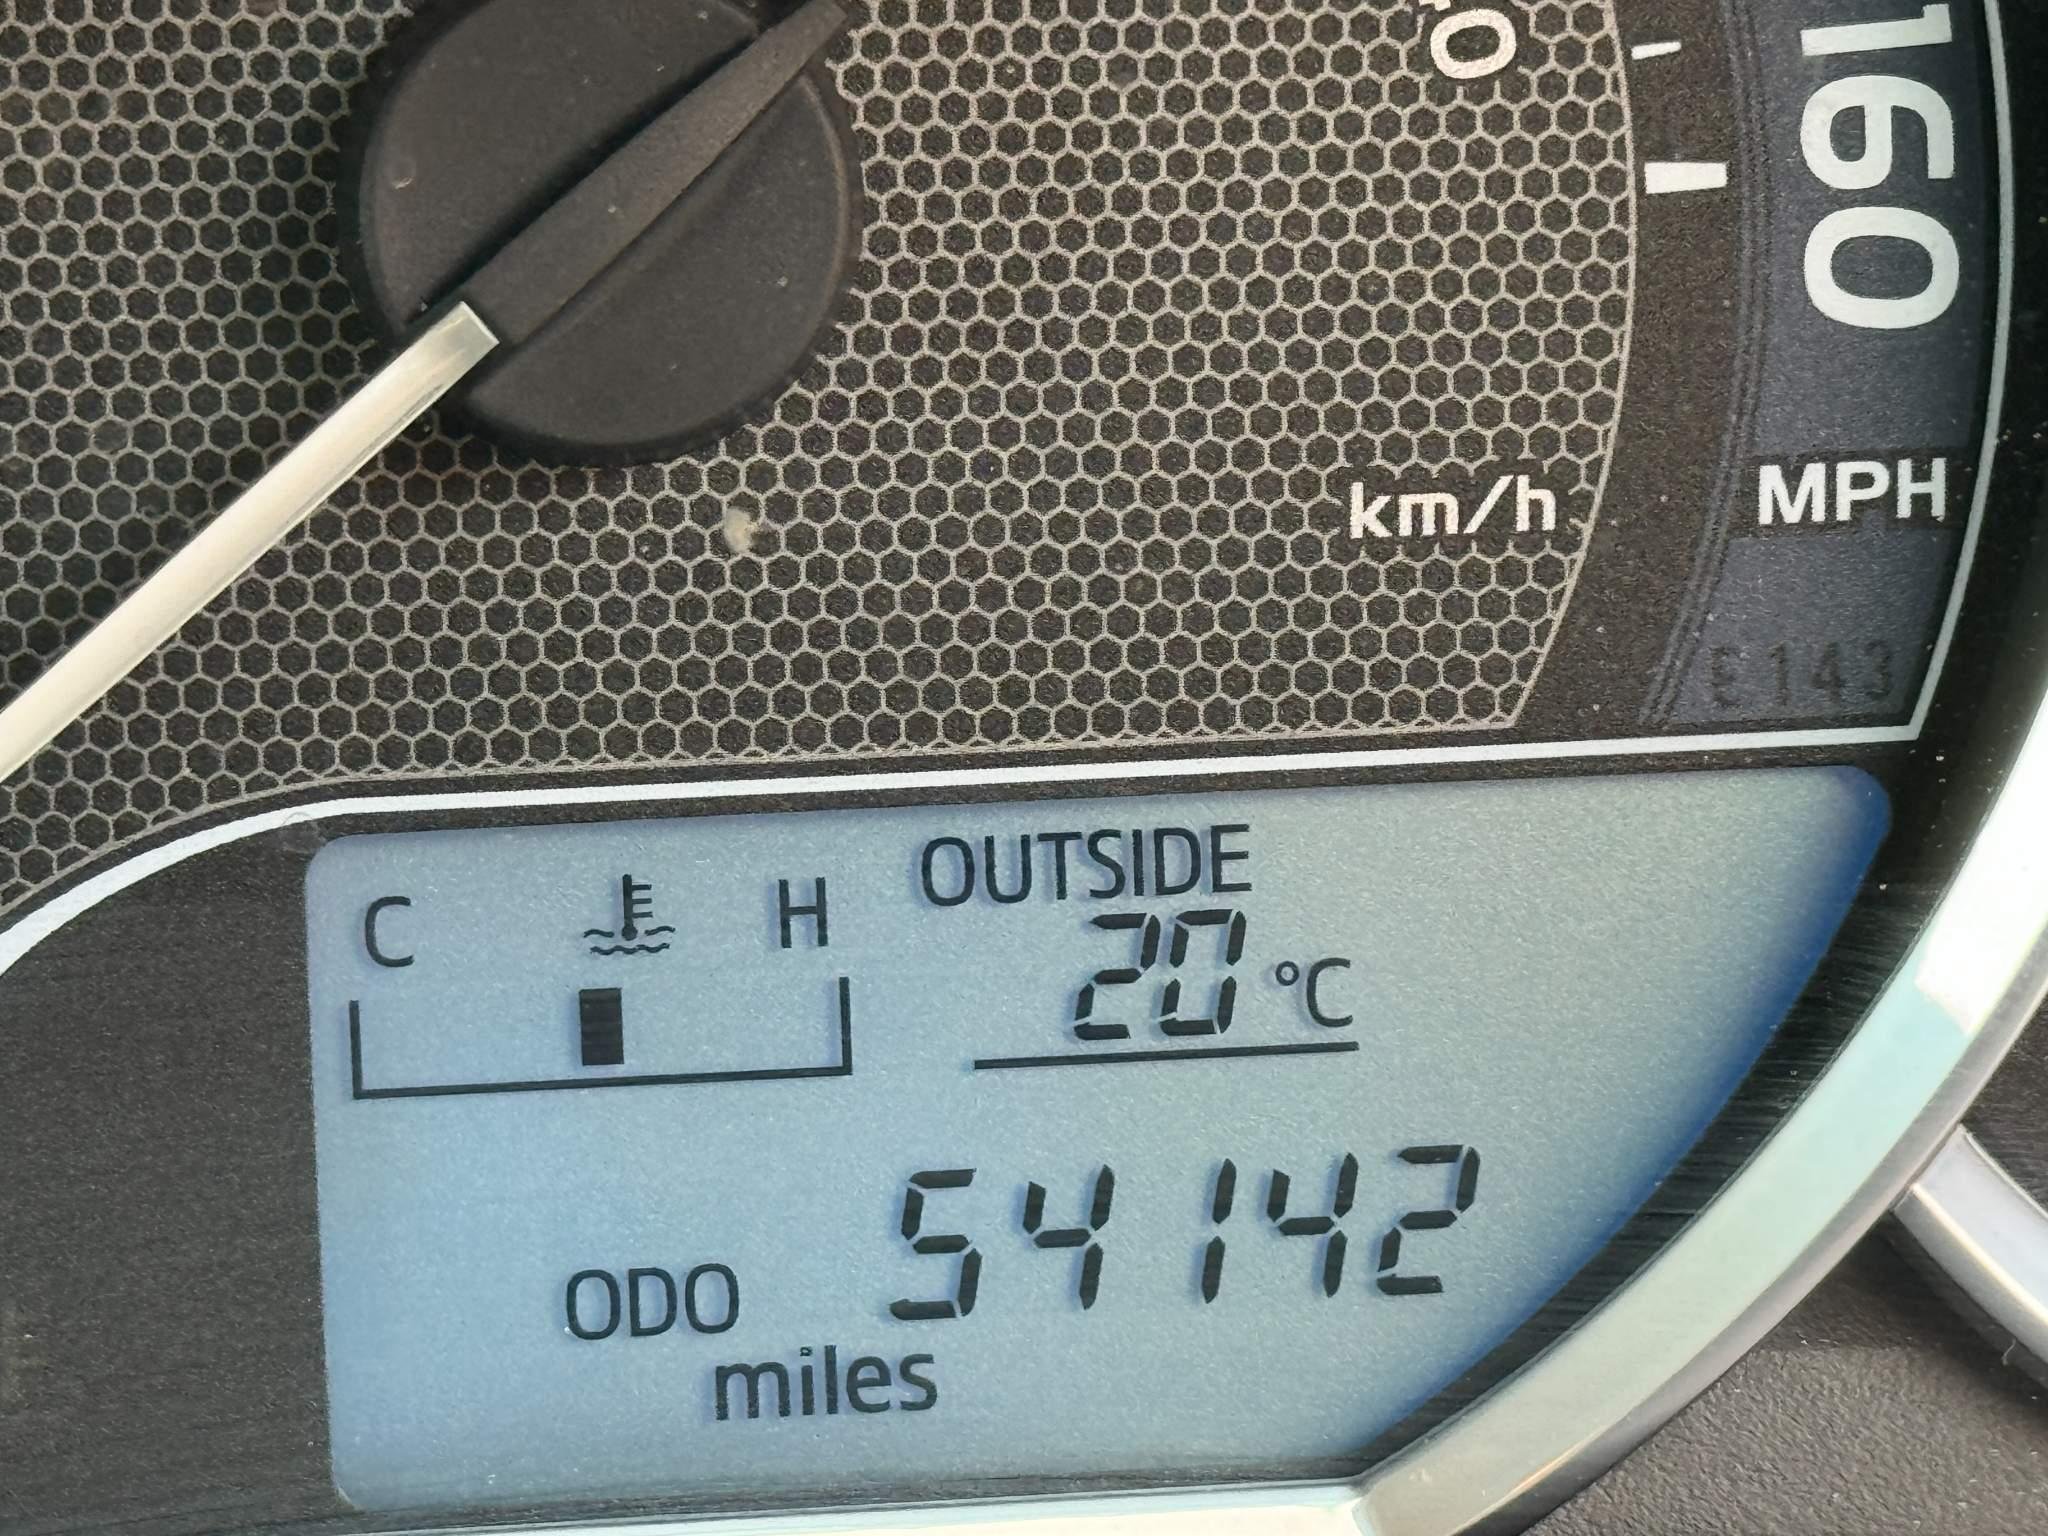 160
km/h
MPH
OUTSIDE
C H
20 °C
54142
ODO
miles